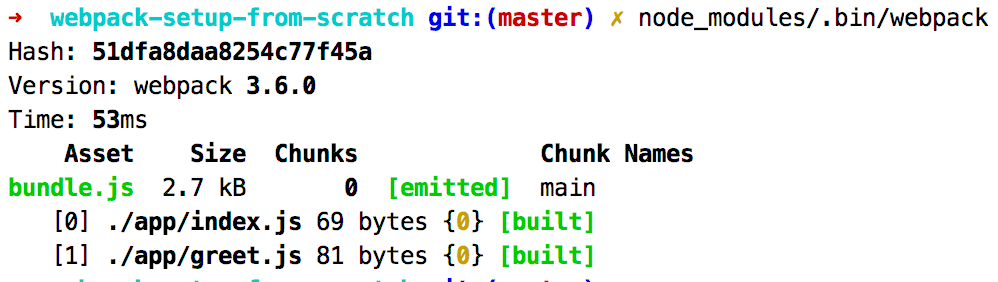 ➜  webpack-setup-from-scratch git:(master) ✗ node_modules/.bin/webpack
Hash: 51dfa8daa8254c77f45a
Version: webpack 3.6.0
Time: 53ms
    Asset    Size  Chunks             Chunk Names
bundle.js  2.7 kB       0  [emitted]  main
   [0] ./app/index.js 69 bytes {0} [built]
   [1] ./app/greet.js 81 bytes {0} [built]